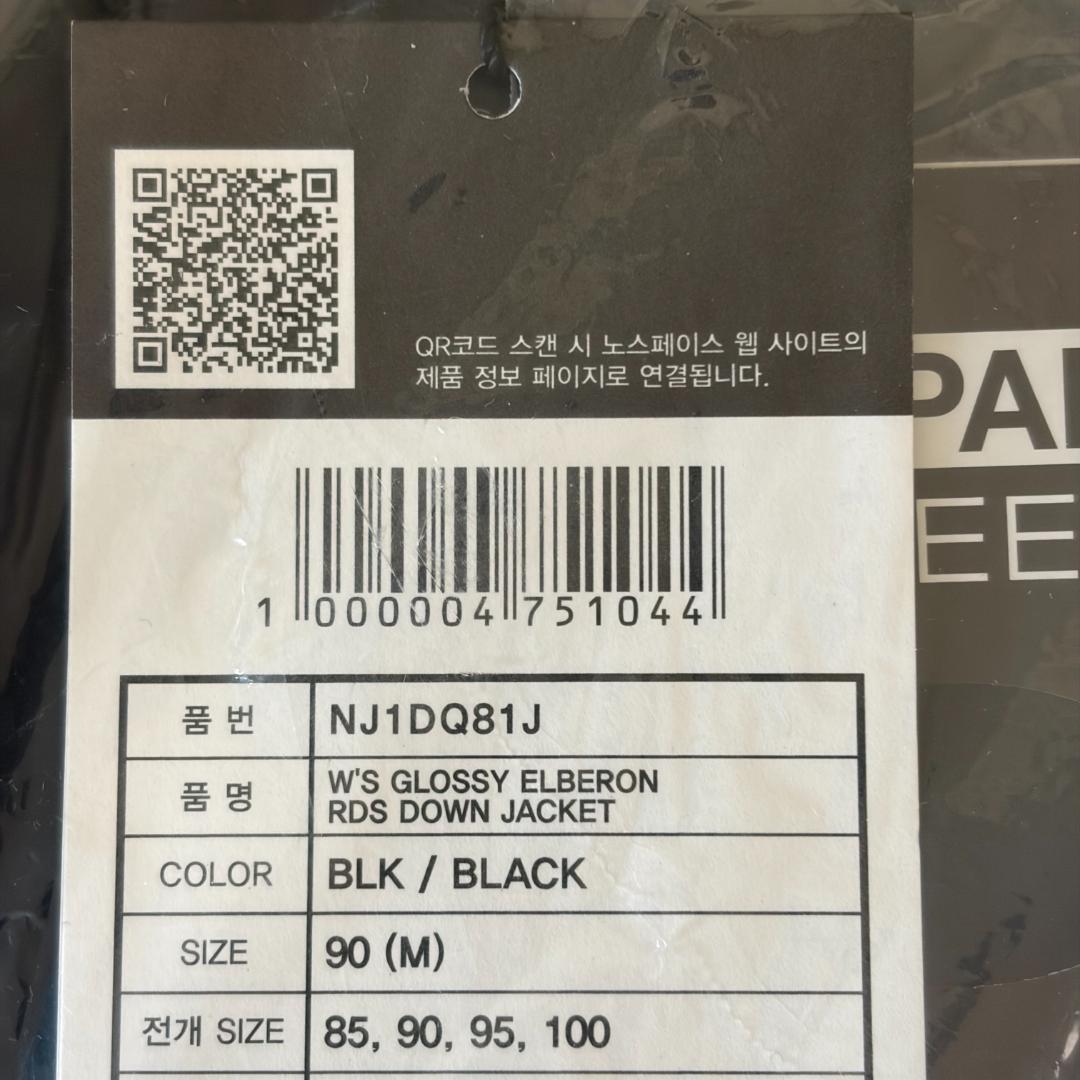 QR코드 스캔 시 노스페이스 웹 사이트의
제품 정보 페이지로 연결됩니다.
1 000004 751044
품 번 NJ1DQ81J
품 명 W'S GLOSSY ELBERON
RDS DOWN JACKET
COLOR BLK / BLACK
SIZE 90 (M)
전개 SIZE 85, 90, 95, 100